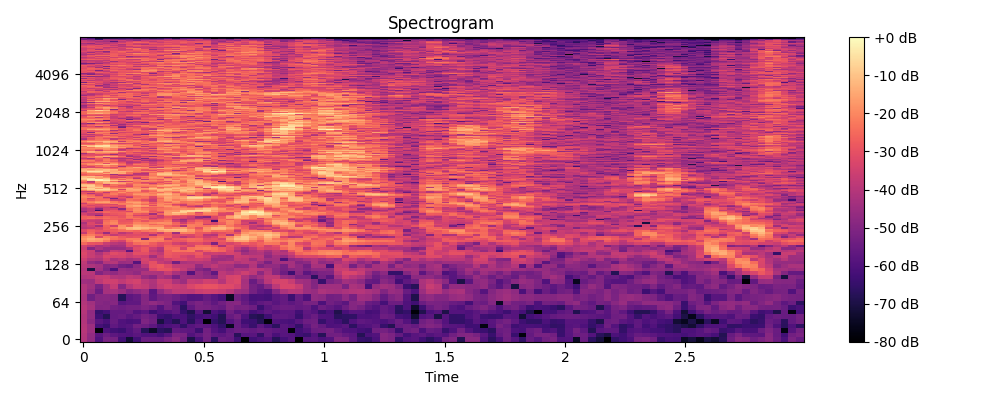 Spectrogram
Hz
4096
2048
1024
512
256
128
64
0
0
0.5
1
1.5
2
2.5
Time
+0 dB
-10 dB
-20 dB
-30 dB
-40 dB
-50 dB
-60 dB
-70 dB
-80 dB